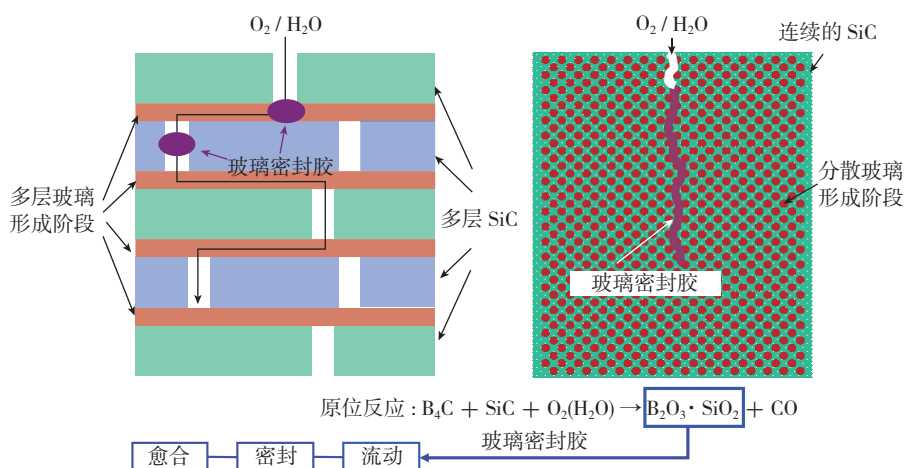 O₂ / H₂O
多层玻璃
形成阶段
玻璃密封胶
多层 SiC
O₂ / H₂O
连续的 SiC
分散玻璃
形成阶段
玻璃密封胶
原位反应 : B₄C + SiC + O₂(H₂O) → B₂O₃· SiO₂ + CO
玻璃密封胶
愈合 密封 流动